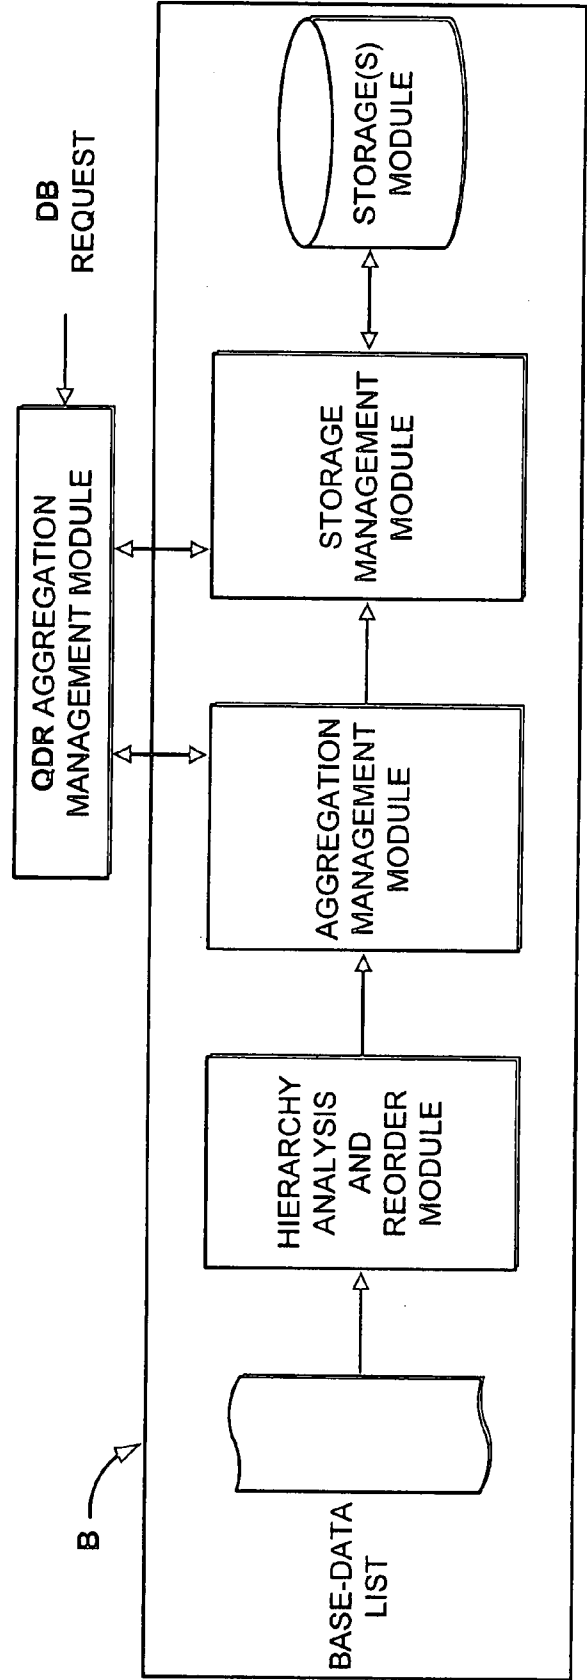 DB
REQUEST
QDR AGGREGATION
MANAGEMENT MODULE
B
BASE-DATA
LIST
HIERARCHY
ANALYSIS
AND
REORDER
MODULE
AGGREGATION
MANAGEMENT
MODULE
STORAGE
MANAGEMENT
MODULE
STORAGE(S)
MODULE